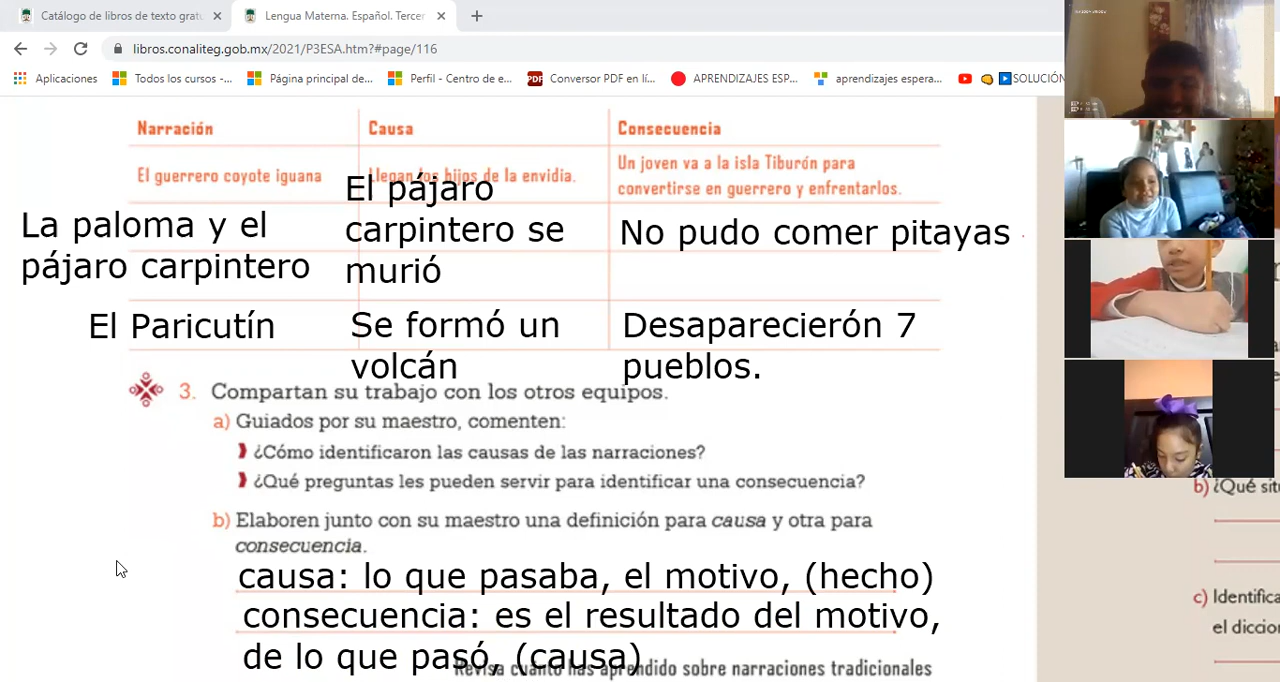 Catálogo de libros de texto gratu
Lengua Materna. Español. Tercer
libros.conaliteg.gob.mx/2021/P3ESA.htm?#page/116
Aplicaciones
Todos los cursos -...
Página principal de...
Perfil - Centro de e...
PDF
Conversor PDF en lí...
APRENDIZAJES ESP...
aprendizajes espera...
SOLUCIÓN
Narración
Causa
Consecuencia
El guerrero coyote iguana
Llegan los hijos de la envidia.
Un joven va a la isla Tiburón para
convertirse en guerrero y enfrentarlos.
La paloma y el
pájaro carpintero
El pájaro
carpintero se
murió
No pudo comer pitayas
El Paricutín
Se formó un
volcán
Desaparecierón 7
pueblos.
3. Compartan su trabajo con los otros equipos.
a) Guiados por su maestro, comenten:
¿Cómo identificaron las causas de las narraciones?
¿Qué preguntas les pueden servir para identificar una consecuencia?
b) Elaboren junto con su maestro una definición para causa y otra para
consecuencia.
causa: lo que pasaba, el motivo, (hecho)
consecuencia: es el resultado del motivo,
de lo que pasó, (causa)
Revisa cuánto has aprendido sobre narraciones tradicionales
b) ¿Qué sit
c) Identifica
el diccio